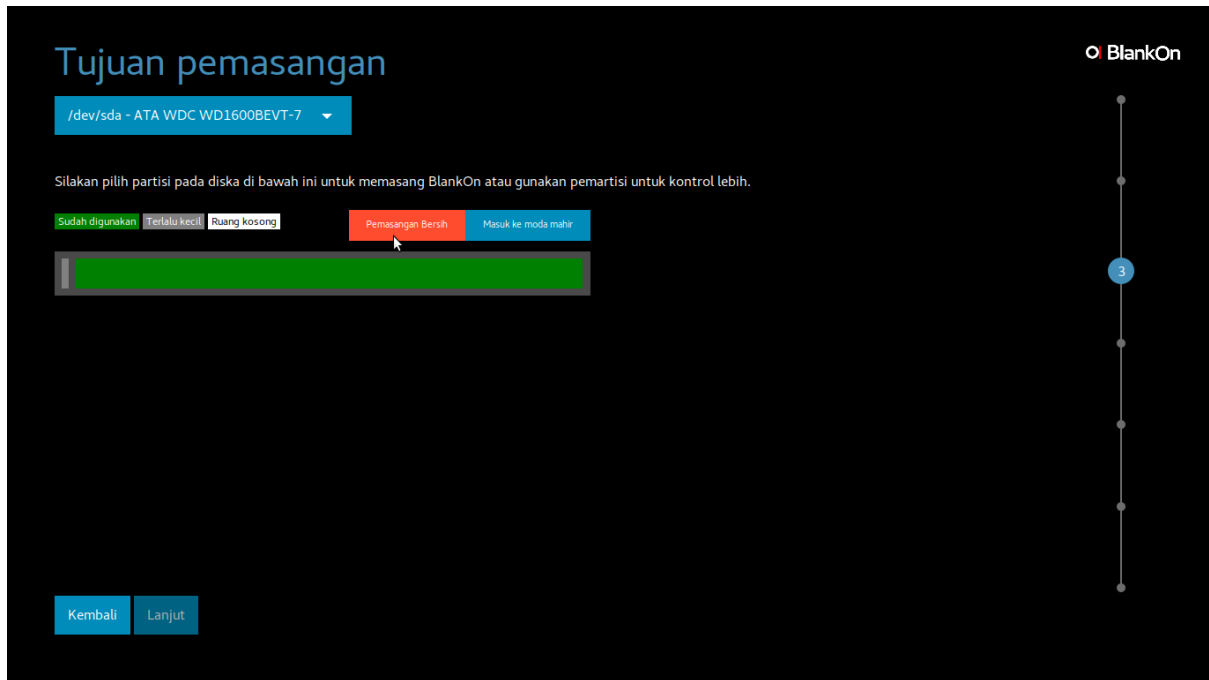 Tujuan pemasangan
BlankOn
/dev/sda - ATA WDC WD1600BEVT-7
Silakan pilih partisi pada diska di bawah ini untuk memasang BlankOn atau gunakan pemartisi untuk kontrol lebih.
Sudah digunakan Terlalu kecil Ruang kosong Pemasangan Bersih Masuk ke moda mahir
3
Kembali Lanjut